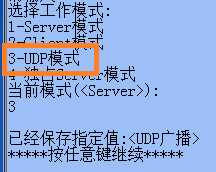 选择工作模式:
1-Server模式
2-Client模式
3-UDP模式
4-独占Server模式
当前模式(<Server>):
3
已经保存指定值:<UDP广播>
*****按任意键继续*****